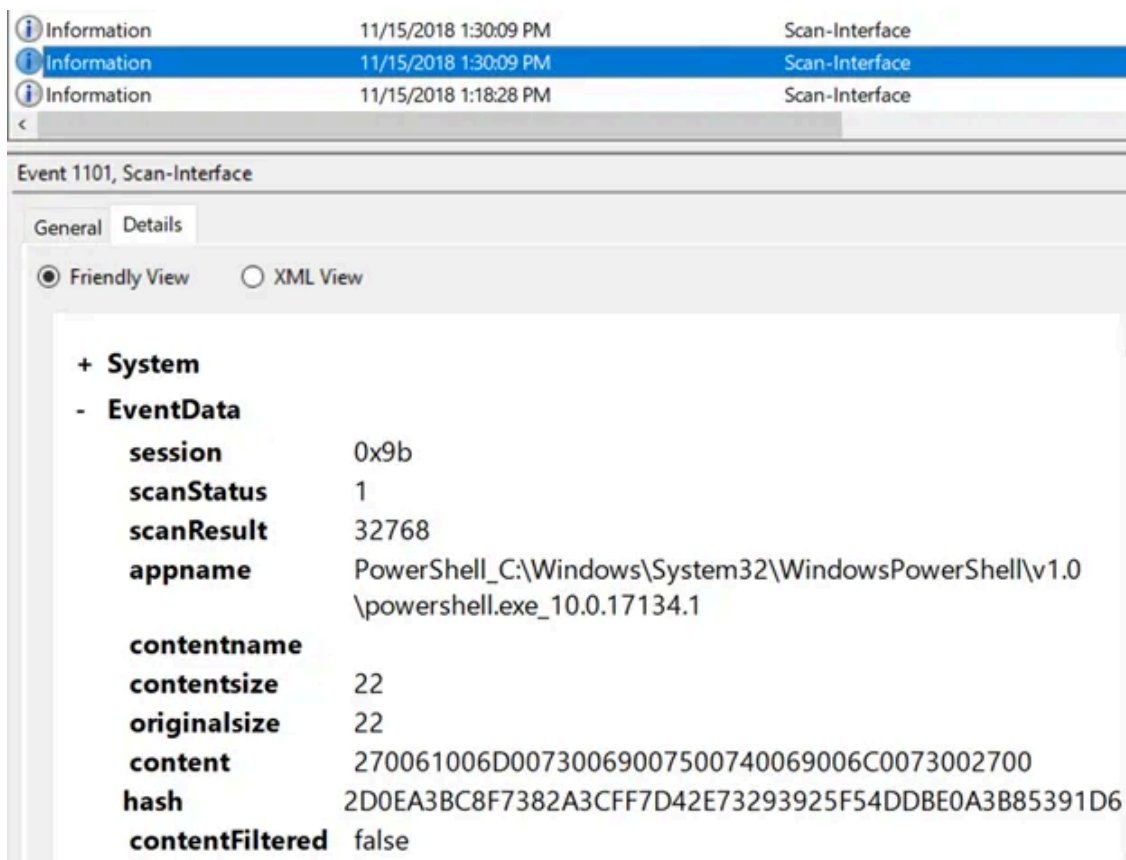 Information 11/15/2018 1:30:09 PM Scan-Interface
Information 11/15/2018 1:30:09 PM Scan-Interface
Information 11/15/2018 1:18:28 PM Scan-Interface
Event 1101, Scan-Interface
General Details
Friendly View XML View
+ System
- EventData
session 0x9b
scanStatus 1
scanResult 32768
appname PowerShell_C:\Windows\System32\WindowsPowerShell\v1.0
\powershell.exe_10.0.17134.1
contentname
contentsize 22
originalsize 22
content 270061006D00730069007500740069006C0073002700
hash 2D0EA3BC8F7382A3CFF7D42E73293925F54DDBE0A3B85391D6
contentFiltered false